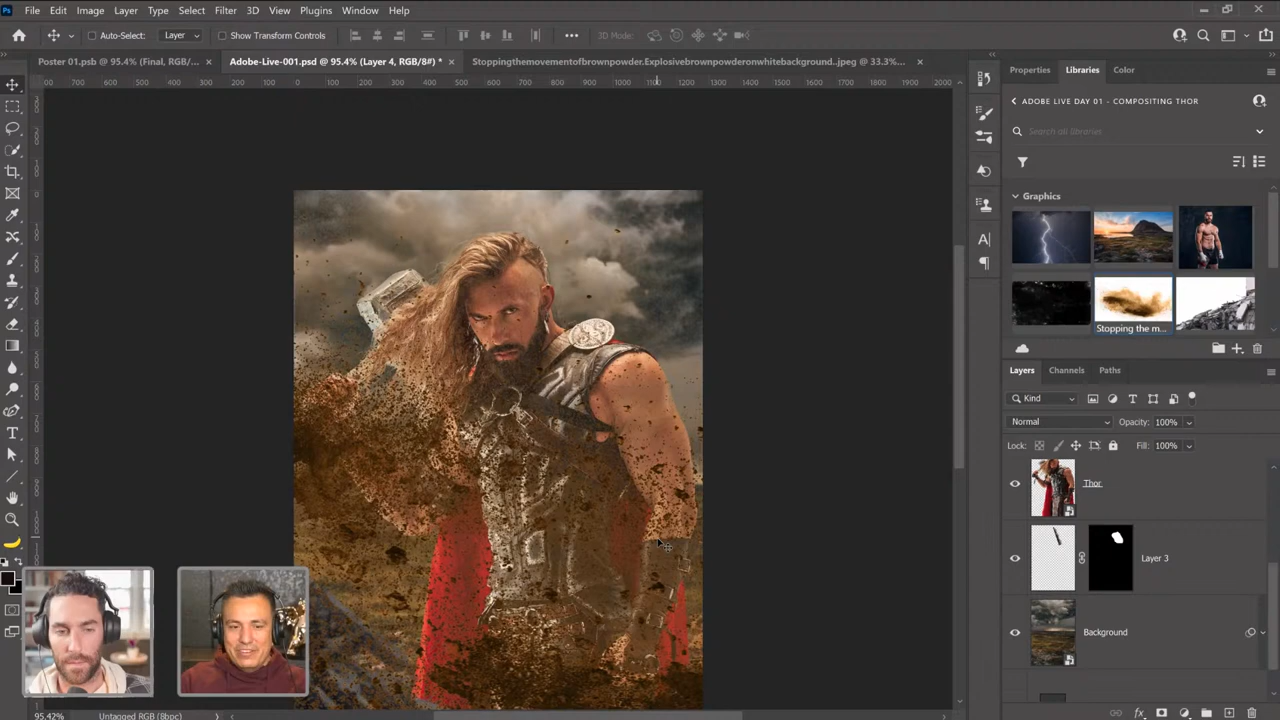 Ps File Edit Image Layer Type Select Filter 3D View Plugins Window Help
Auto-Select: Layer Show Transform Controls 3D Mode:
Poster 01.psb @ 95.4% (Final, RGB/... × Adobe-Live-001.psd @ 95.4% (Layer 4, RGB/8#) * × Stoppingthemovementofbrownpowder.Explosivebrownpowderonwhitebackground..jpeg @ 33.3%... ×
Properties Libraries Color
ADOBE LIVE DAY 01 - COMPOSITING THOR
Search all libraries
Graphics
Stopping the m...
Layers Channels Paths
Kind
Normal Opacity: 100%
Lock: Fill: 100%
Thor
Layer 3
Background
95.42% Untagged RGB (8bpc)